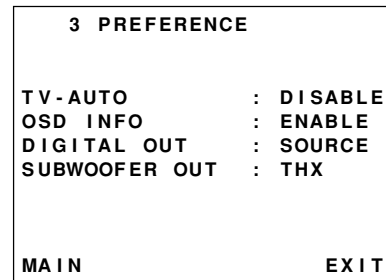 3 PREFERENCE
TV-AUTO : DISABLE
OSD INFO : ENABLE
DIGITAL OUT : SOURCE
SUBWOOFER OUT : THX
MAIN EXIT